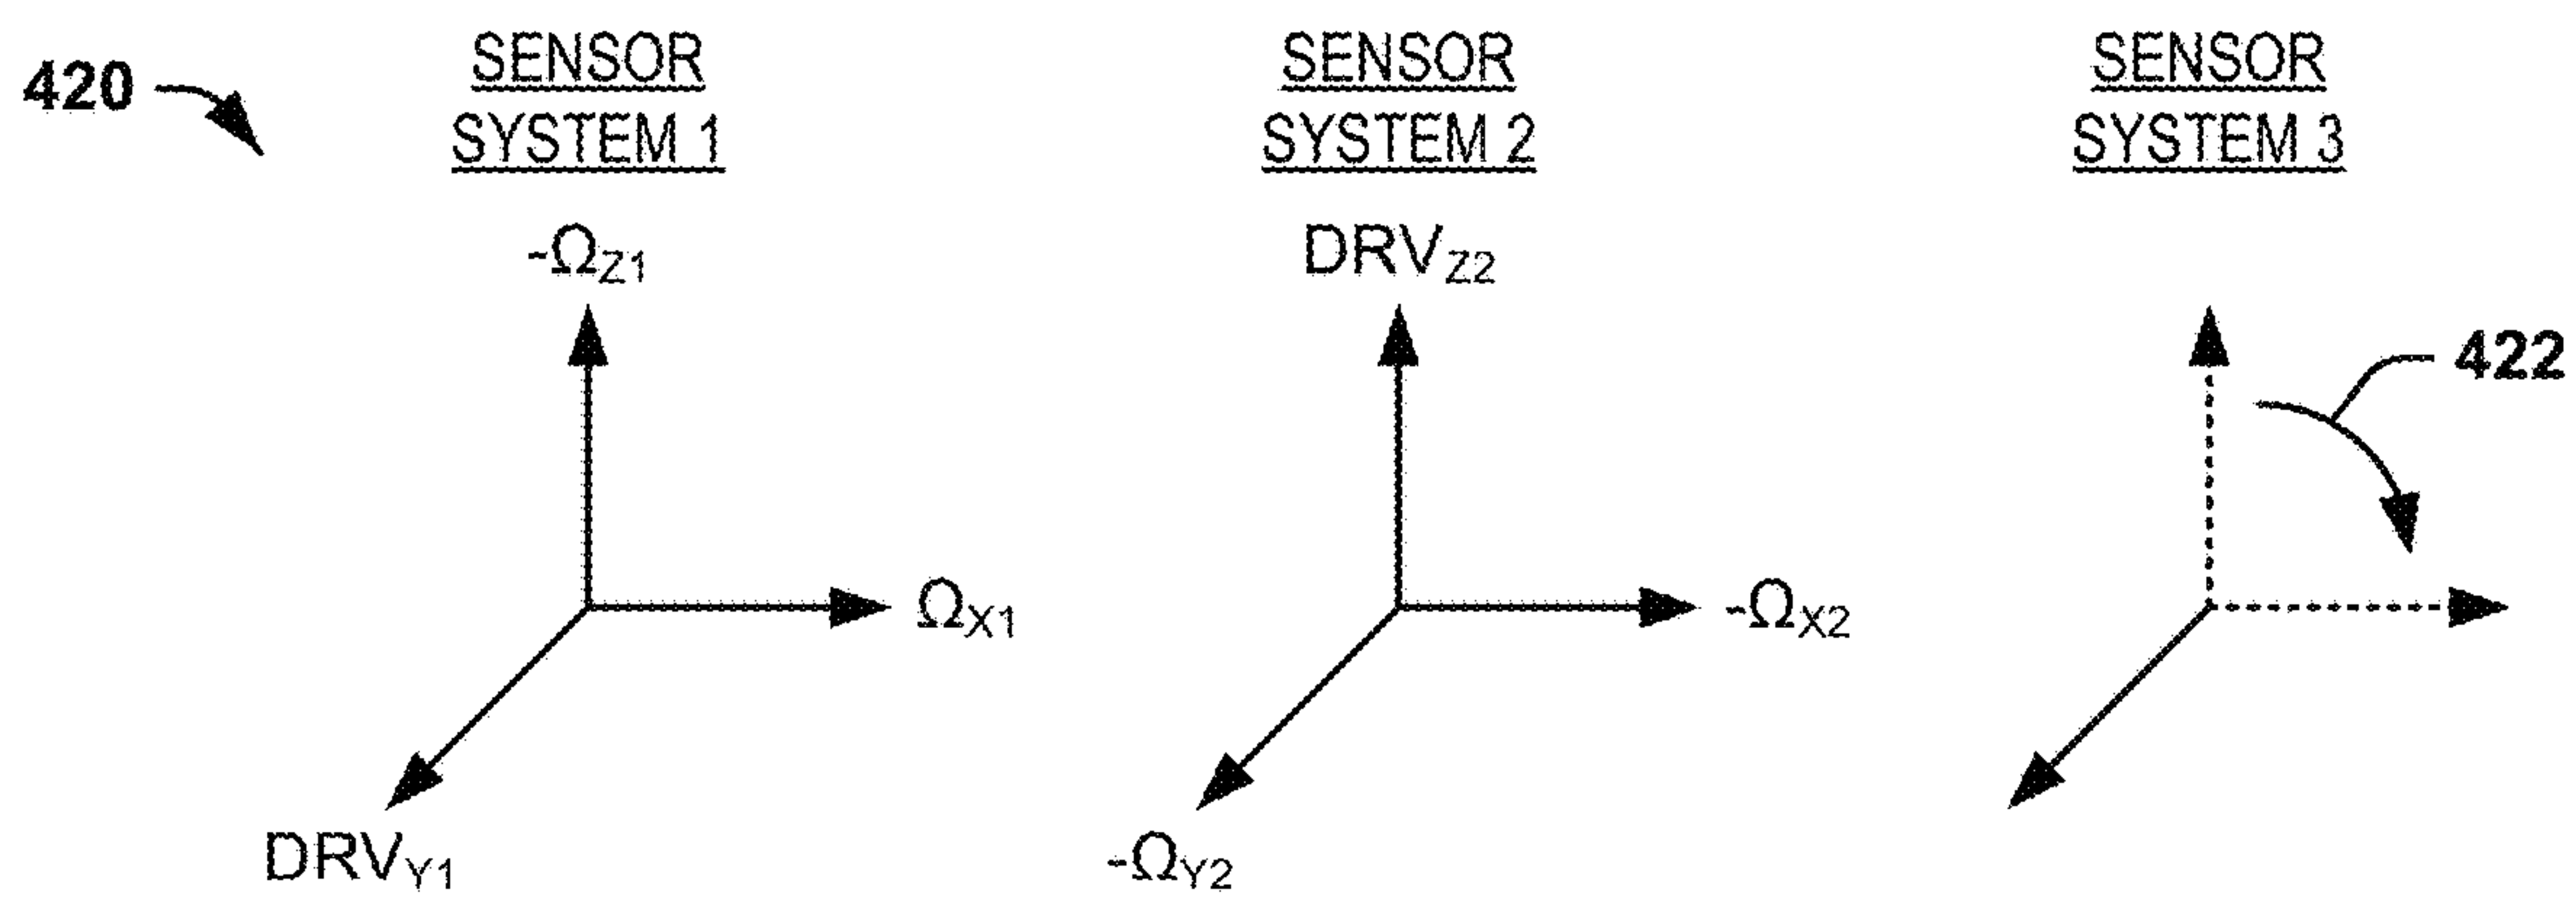 420
SENSOR
SYSTEM 1
-ΩZ1
ΩX1
DRVY1
SENSOR
SYSTEM 2
DRVZ2
-ΩX2
-ΩY2
SENSOR
SYSTEM 3
422